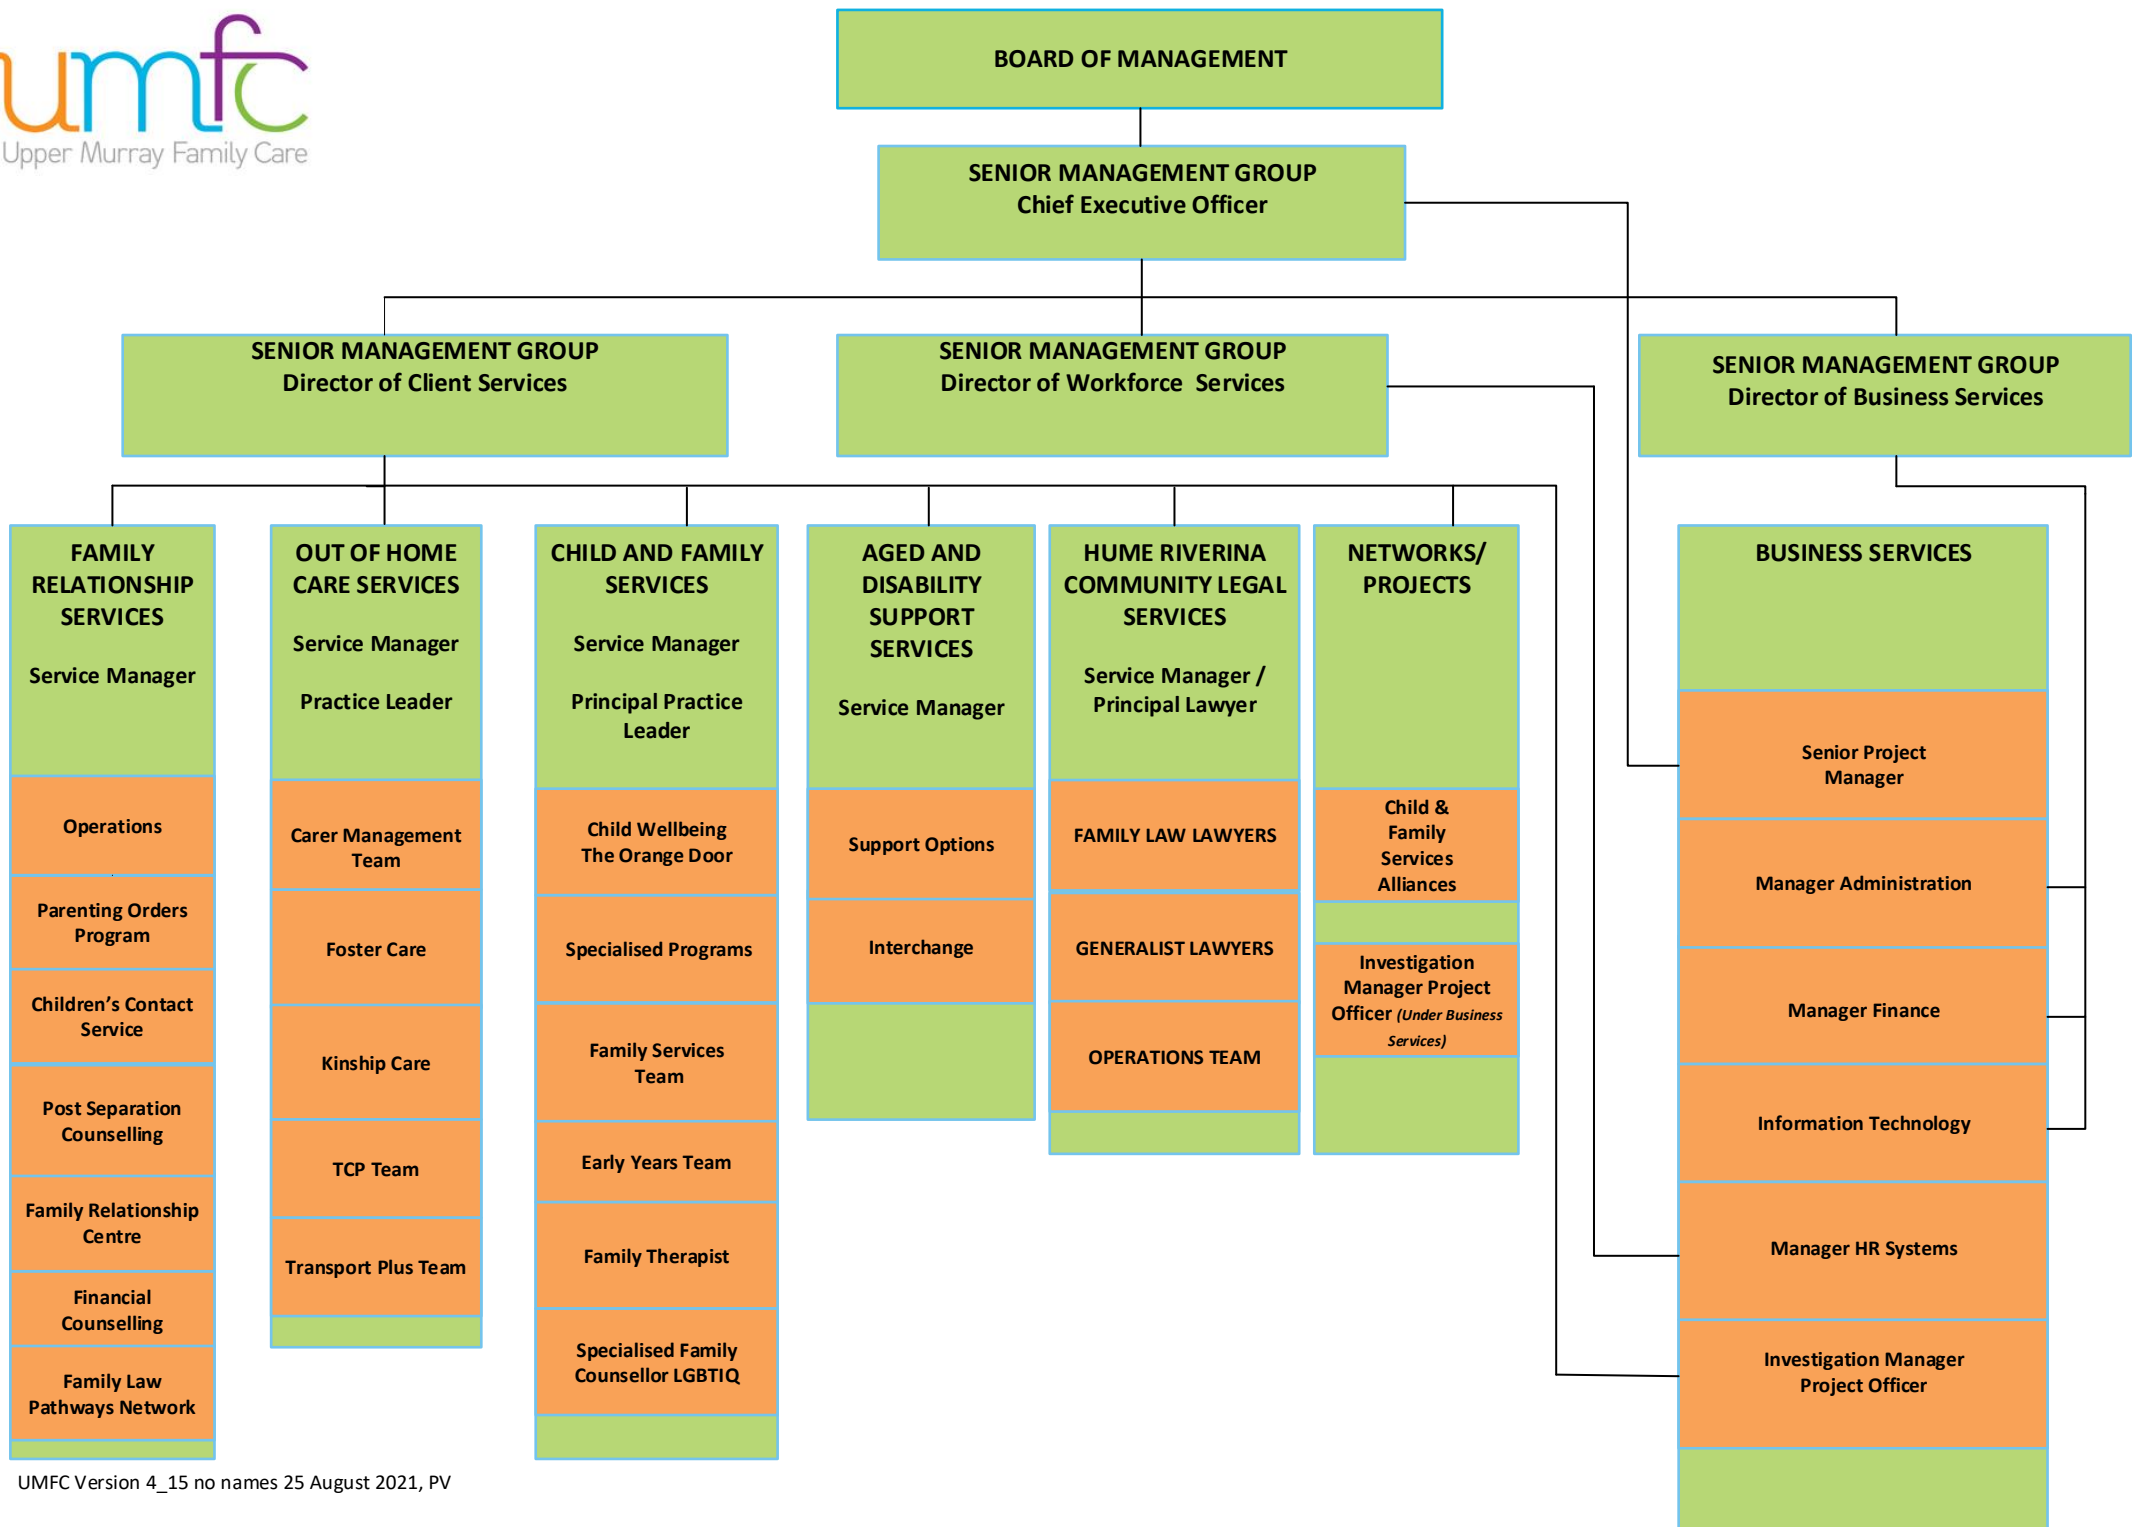 umfc
Upper Murray Family Care
BOARD OF MANAGEMENT
SENIOR MANAGEMENT GROUP
Chief Executive Officer
SENIOR MANAGEMENT GROUP
Director of Client Services
SENIOR MANAGEMENT GROUP
Director of Workforce Services
SENIOR MANAGEMENT GROUP
Director of Business Services
FAMILY
RELATIONSHIP
SERVICES
Service Manager
Operations
Parenting Orders
Program
Children’s Contact
Service
Post Separation
Counselling
Family Relationship
Centre
Financial
Counselling
Family Law
Pathways Network
OUT OF HOME
CARE SERVICES
Service Manager
Practice Leader
Carer Management
Team
Foster Care
Kinship Care
TCP Team
Transport Plus Team
CHILD AND FAMILY
SERVICES
Service Manager
Principal Practice
Leader
Child Wellbeing
The Orange Door
Specialised Programs
Family Services
Team
Early Years Team
Family Therapist
Specialised Family
Counsellor LGBTIQ
AGED AND
DISABILITY
SUPPORT
SERVICES
Service Manager
Support Options
Interchange
HUME RIVERINA
COMMUNITY LEGAL
SERVICES
Service Manager /
Principal Lawyer
FAMILY LAW LAWYERS
GENERALIST LAWYERS
OPERATIONS TEAM
NETWORKS/
PROJECTS
Child &
Family
Services
Alliances
Investigation
Manager Project
Officer (Under Business
Services)
BUSINESS SERVICES
Senior Project
Manager
Manager Administration
Manager Finance
Information Technology
Manager HR Systems
Investigation Manager
Project Officer
UMFC Version 4_15 no names 25 August 2021, PV